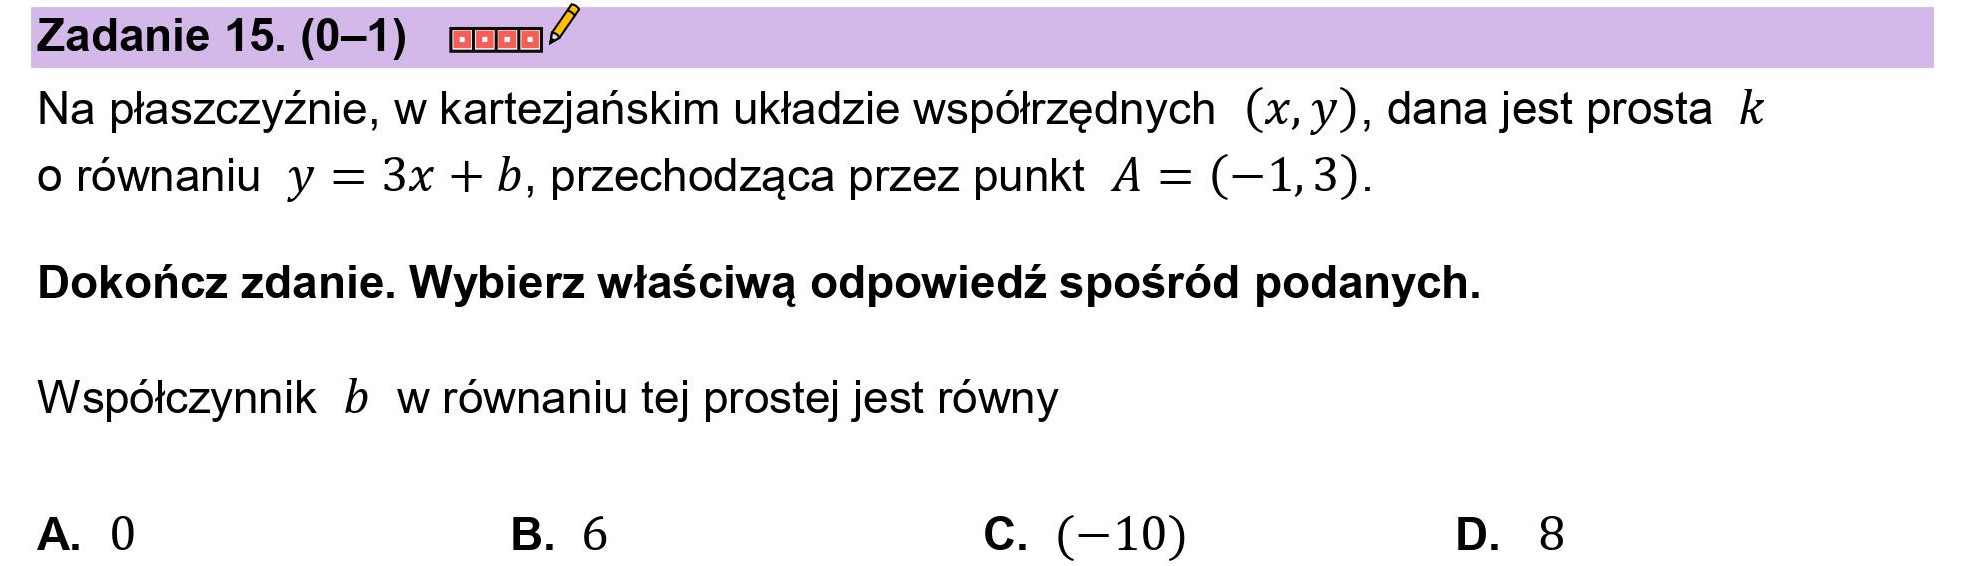 Zadanie 15. (0–1)
Na płaszczyźnie, w kartezjańskim układzie współrzędnych (x, y), dana jest prosta k
o równaniu y = 3x + b, przechodząca przez punkt A = (−1, 3).
Dokończ zdanie. Wybierz właściwą odpowiedź spośród podanych.
Współczynnik b w równaniu tej prostej jest równy
A. 0 B. 6 C. (−10) D. 8